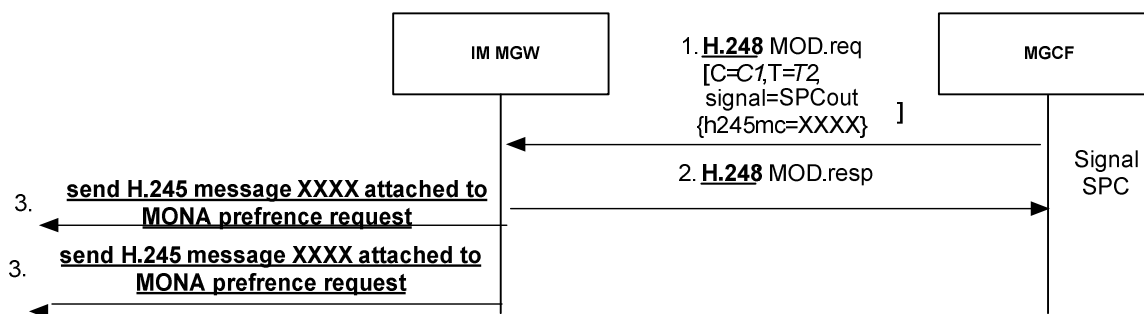 IM MGW
MGCF
1. H.248 MOD.req
[C=C1,T=T2,
signal=SPCout
{h245mc=XXXX}
]
2. H.248 MOD.resp
Signal
SPC
3.
send H.245 message XXXX attached to
MONA prefrence request
3.
send H.245 message XXXX attached to
MONA prefrence request